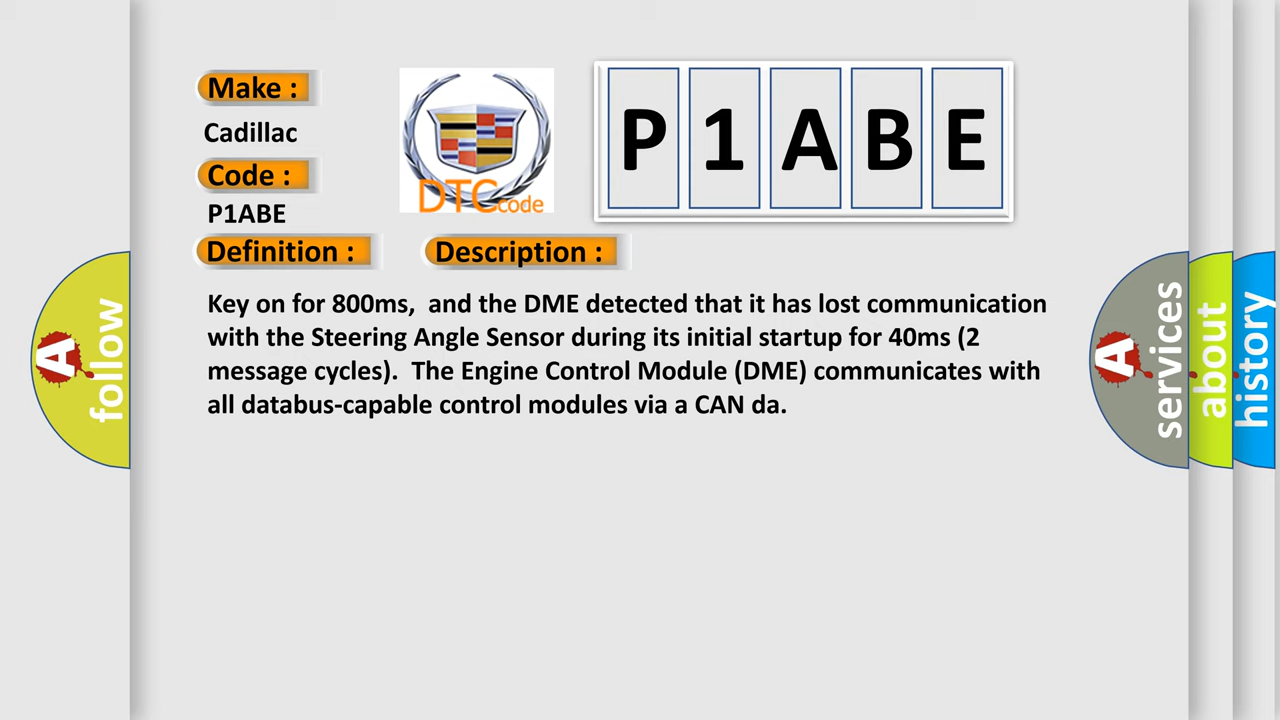 Make :
Cadillac
Code :
P1ABE
Definition :
Description :
DTC code
P 1 A B E
Key on for 800ms,  and the DME detected that it has lost communication
with the Steering Angle Sensor during its initial startup for 40ms (2
message cycles).  The Engine Control Module (DME) communicates with
all databus-capable control modules via a CAN da.
A follow
A services
about
history